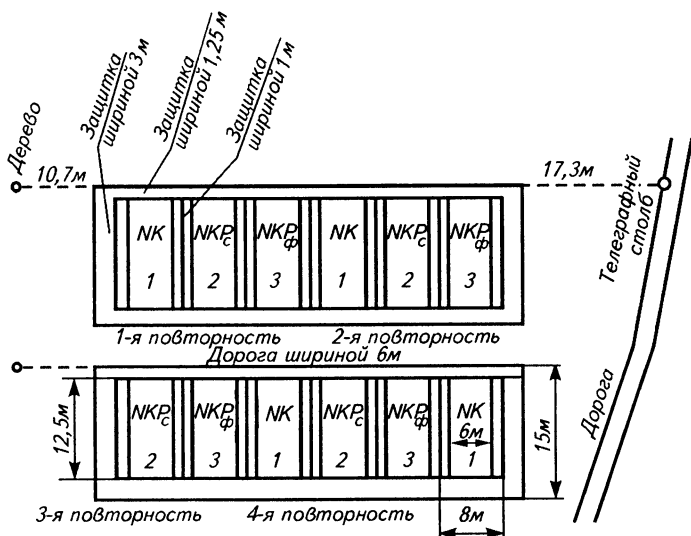 Защитка
шириной 3 м
Защитка
шириной 1,25 м
Защитка
шириной 1 м
Дерево
10,7м
17,3м
Телеграфный
столб
NK
NKPс
NKPф
NK
NKPс
NKPф
1
2
3
1
2
3
1-я повторность
2-я повторность
Дорога шириной 6м
Дорога
12,5м
NKPс
NKPф
NK
NKPс
NKPф
NK
6м
2
3
1
2
3
1
15м
3-я повторность
4-я повторность
8м